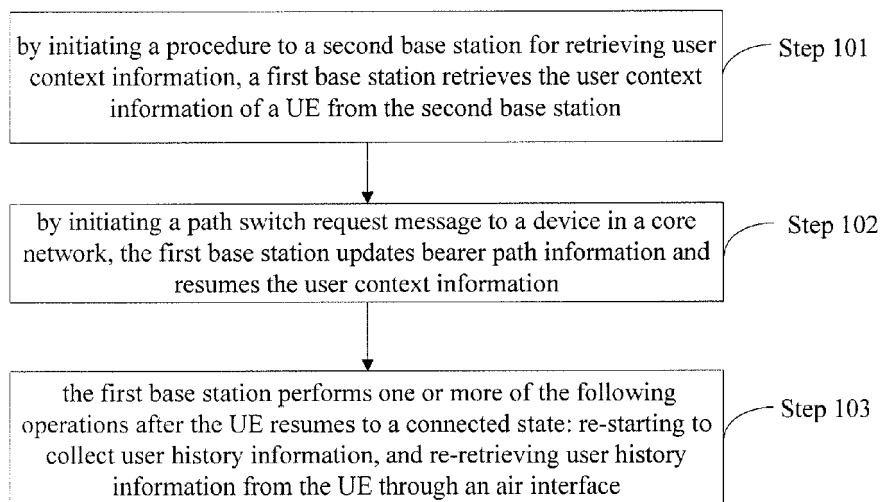 by initiating a procedure to a second base station for retrieving user
context information, a first base station retrieves the user context
information of a UE from the second base station
Step 101
by initiating a path switch request message to a device in a core
network, the first base station updates bearer path information and
resumes the user context information
Step 102
the first base station performs one or more of the following
operations after the UE resumes to a connected state: re-starting to
collect user history information, and re-retrieving user history
information from the UE through an air interface
Step 103